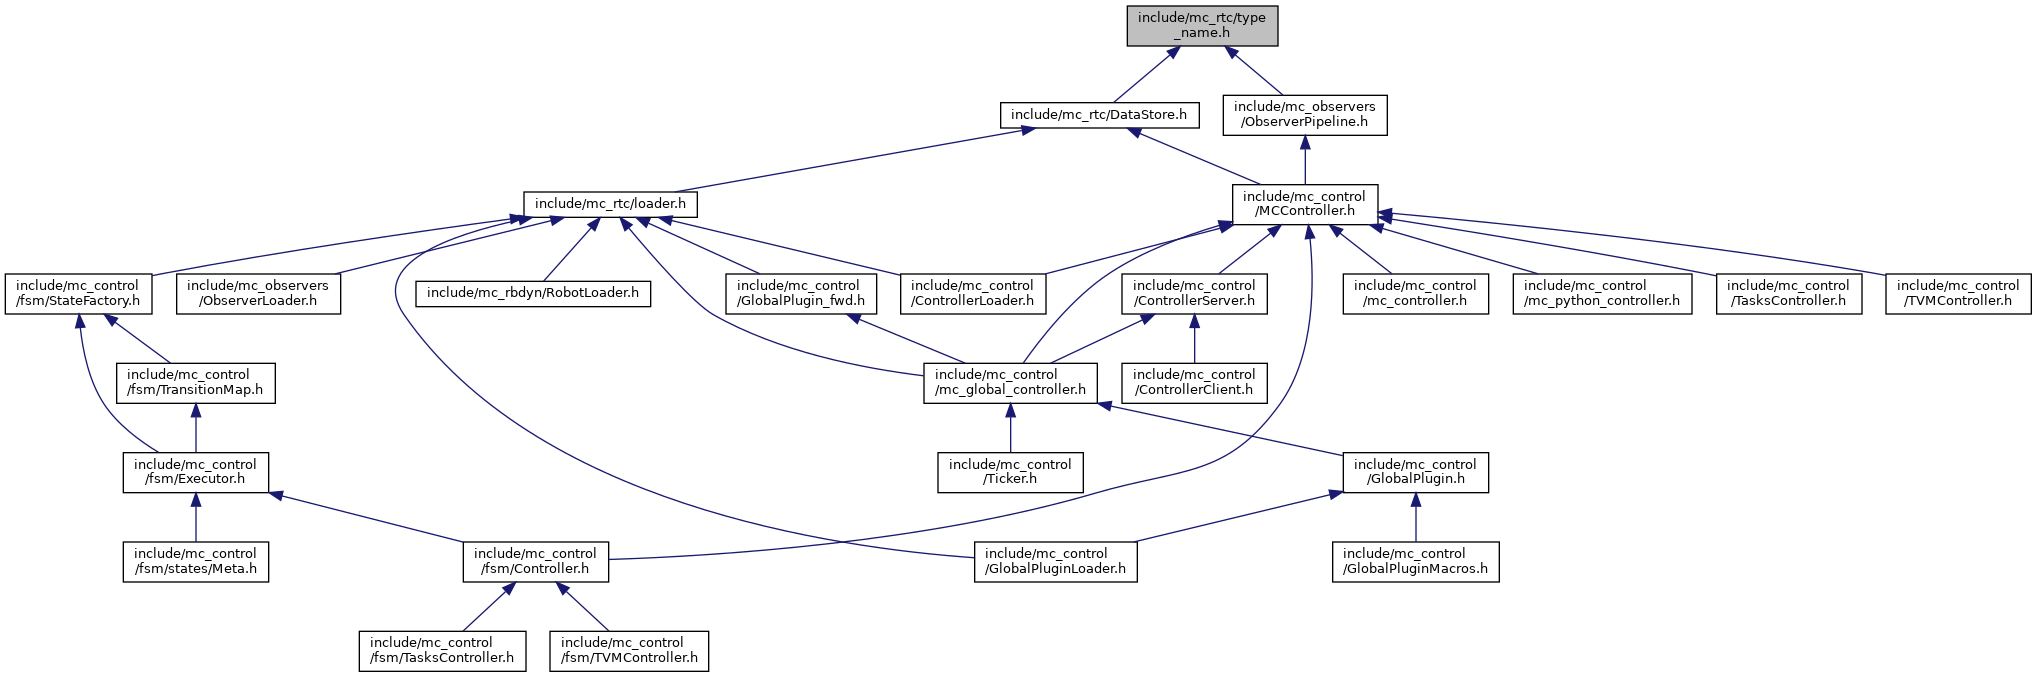 include/mc_rtc/type
_name.h
include/mc_rtc/DataStore.h
include/mc_observers
/ObserverPipeline.h
include/mc_rtc/loader.h
include/mc_control
/MCController.h
include/mc_control
/fsm/StateFactory.h
include/mc_observers
/ObserverLoader.h
include/mc_rbdyn/RobotLoader.h
include/mc_control
/GlobalPlugin_fwd.h
include/mc_control
/ControllerLoader.h
include/mc_control
/ControllerServer.h
include/mc_control
/mc_controller.h
include/mc_control
/mc_python_controller.h
include/mc_control
/TasksController.h
include/mc_control
/TVMController.h
include/mc_control
/fsm/TransitionMap.h
include/mc_control
/mc_global_controller.h
include/mc_control
/ControllerClient.h
include/mc_control
/fsm/Executor.h
include/mc_control
/Ticker.h
include/mc_control
/GlobalPlugin.h
include/mc_control
/fsm/states/Meta.h
include/mc_control
/fsm/Controller.h
include/mc_control
/GlobalPluginLoader.h
include/mc_control
/GlobalPluginMacros.h
include/mc_control
/fsm/TasksController.h
include/mc_control
/fsm/TVMController.h